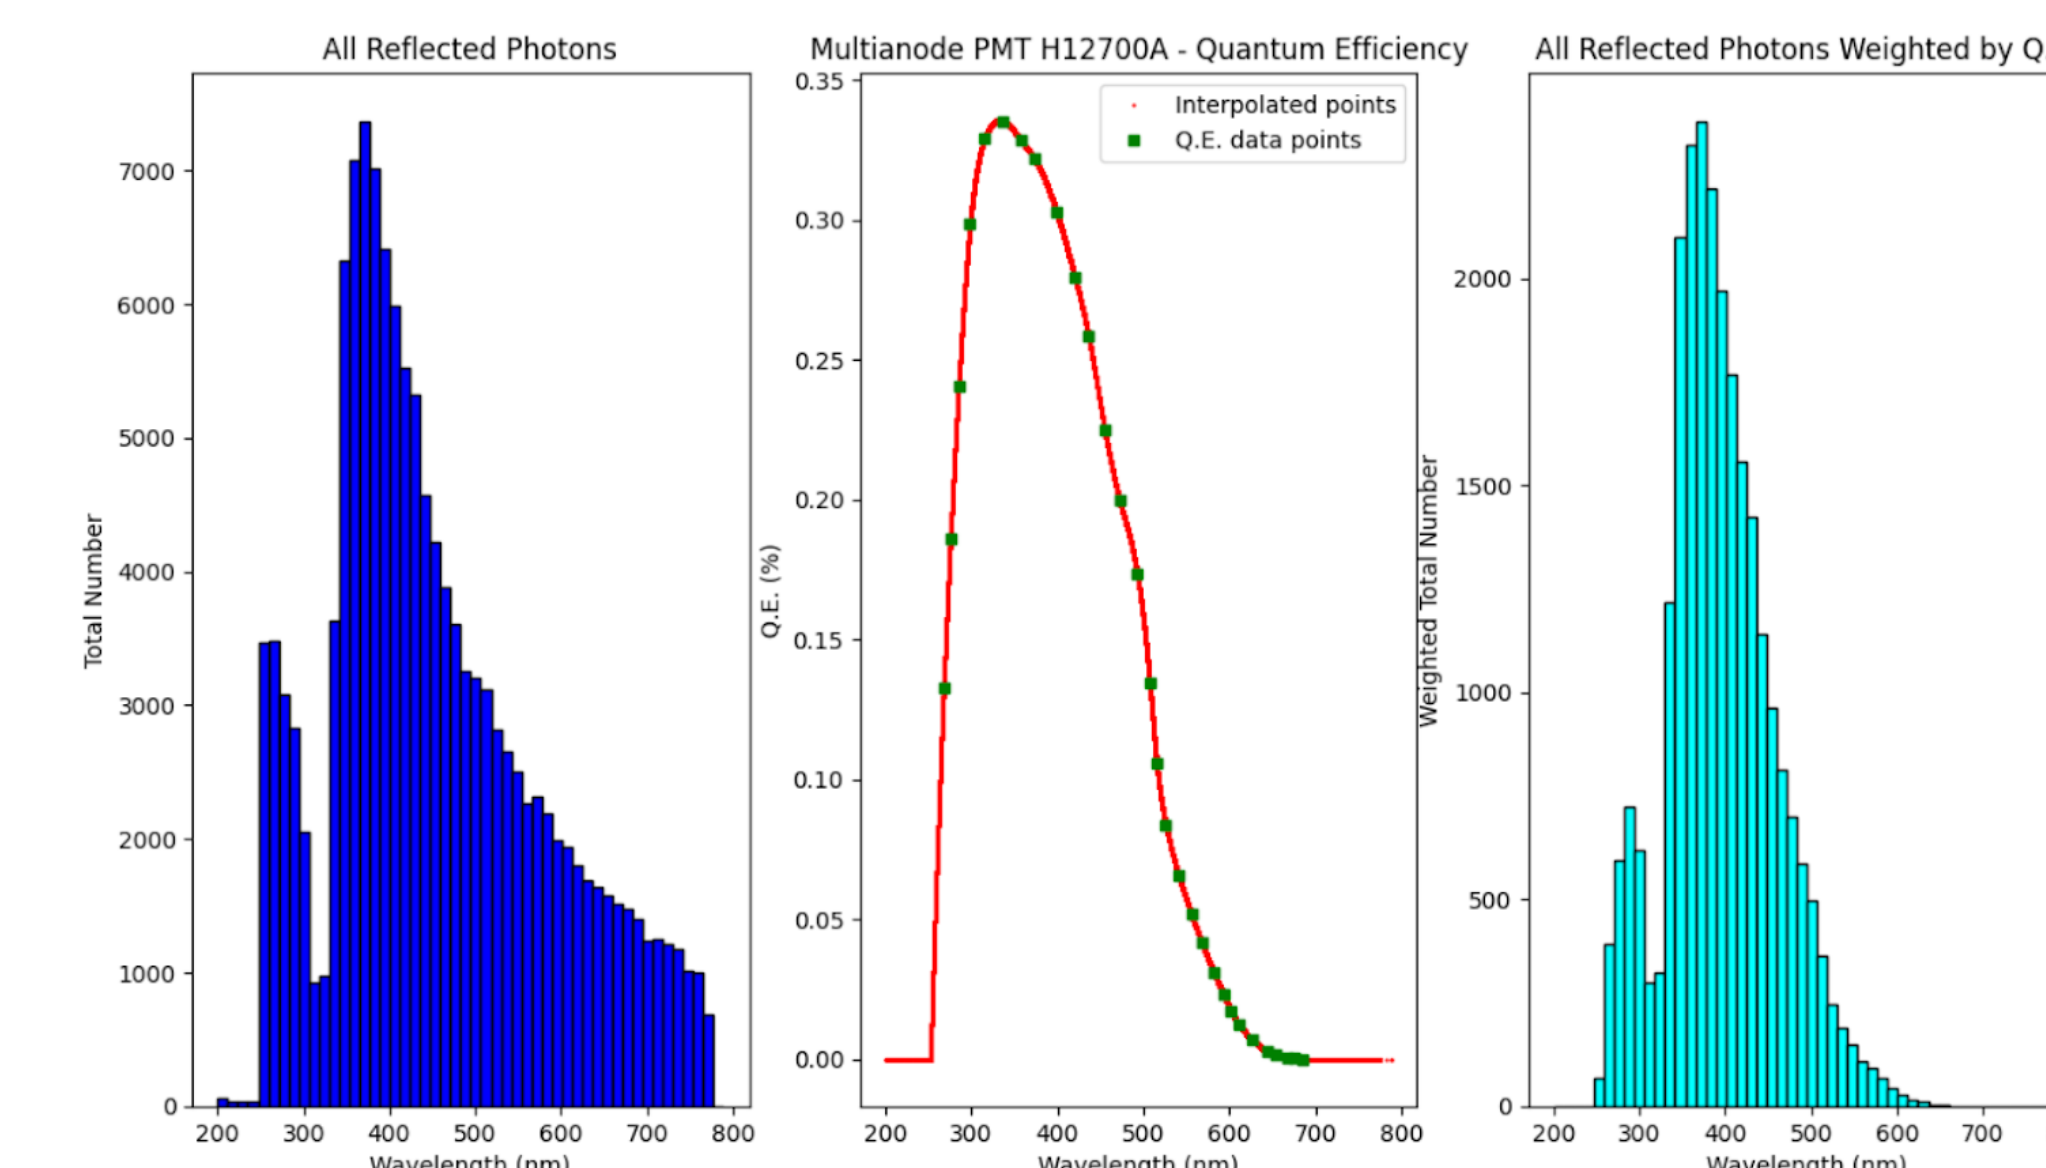 All Reflected Photons
Total Number
7000
6000
5000
4000
3000
2000
1000
0
200 300 400 500 600 700 800
Wavelength (nm)
Multianode PMT H12700A - Quantum Efficiency
Interpolated points
Q.E. data points
Q.E. (%)
0.35
0.30
0.25
0.20
0.15
0.10
0.05
0.00
200 300 400 500 600 700 800
Wavelength (nm)
All Reflected Photons Weighted by Q.
Weighted Total Number
2000
1500
1000
500
0
200 300 400 500 600 700
Wavelength (nm)